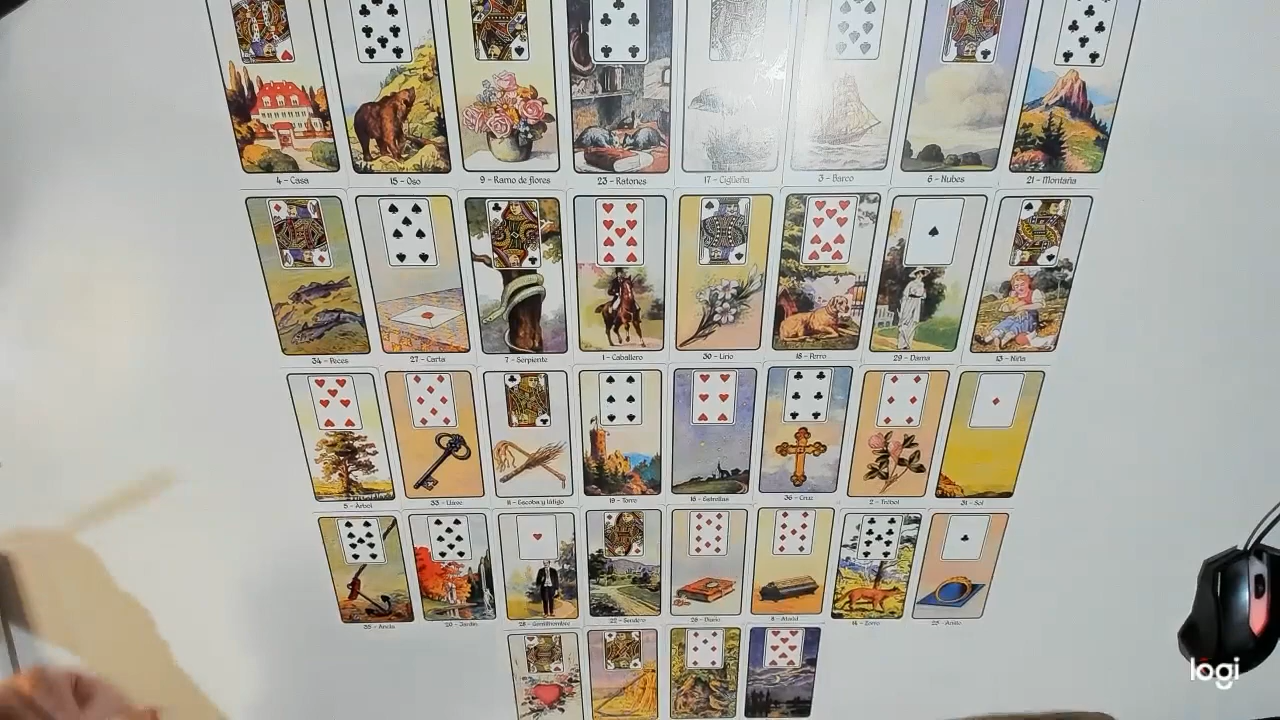 4 - Casa
15 - Oso
9 - Ramo de flores
23 - Ratones
17 - Cigüeña
3 - Barco
6 - Nubes
21 - Montaña
34 - Peces
27 - Carta
7 - Serpiente
1 - Caballero
30 - Lirio
18 - Perro
29 - Dama
13 - Niña
5 - Árbol
33 - Llave
11 - Escoba y látigo
19 - Torre
16 - Estrellas
36 - Cruz
2 - Trébol
31 - Sol
35 - Ancla
20 - Jardín
28 - Gentilhombre
22 - Sendero
26 - Diario
8 - Ataúd
14 - Zorro
25 - Anillo
logi